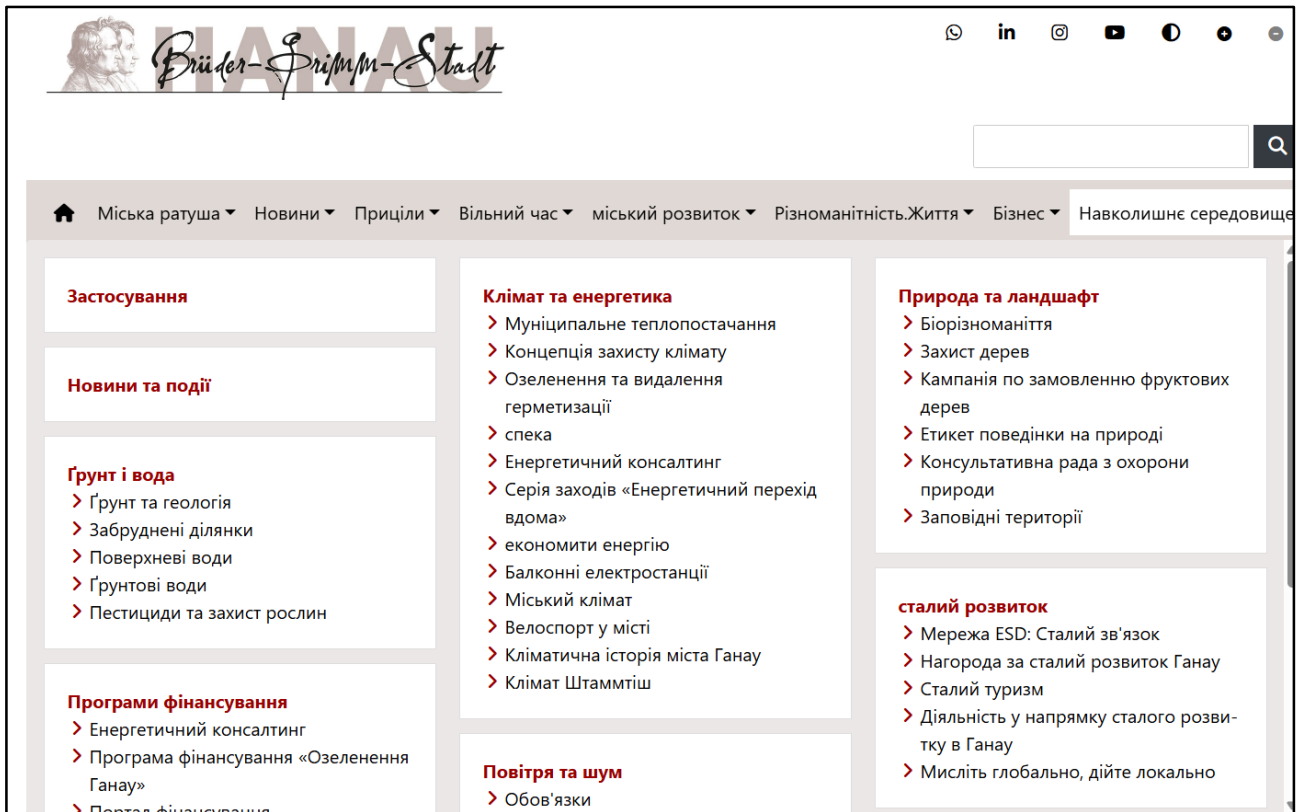 HANAU
Brüder-Grimm-Stadt
Міська ратуша Новини Приціли Вільний час міський розвиток Різноманітність.Життя Бізнес Навколишнє середовище
Застосування
Новини та події
Ґрунт і вода
Ґрунт та геологія
Забруднені ділянки
Поверхневі води
Ґрунтові води
Пестициди та захист рослин
Програми фінансування
Енергетичний консалтинг
Програма фінансування «Озеленення
Ганау»
Портал фінансування
Клімат та енергетика
Муніципальне теплопостачання
Концепція захисту клімату
Озеленення та видалення
герметизації
спека
Енергетичний консалтинг
Серія заходів «Енергетичний перехід
вдома»
економити енергію
Балконні електростанції
Міський клімат
Велоспорт у місті
Кліматична історія міста Ганау
Клімат Штаммтіш
Повітря та шум
Обов'язки
Природа та ландшафт
Біорізноманіття
Захист дерев
Кампанія по замовленню фруктових
дерев
Етикет поведінки на природі
Консультативна рада з охорони
природи
Заповідні території
сталий розвиток
Мережа ESD: Сталий зв'язок
Нагорода за сталий розвиток Ганау
Сталий туризм
Діяльність у напрямку сталого розви-
тку в Ганау
Мисліть глобально, дійте локально